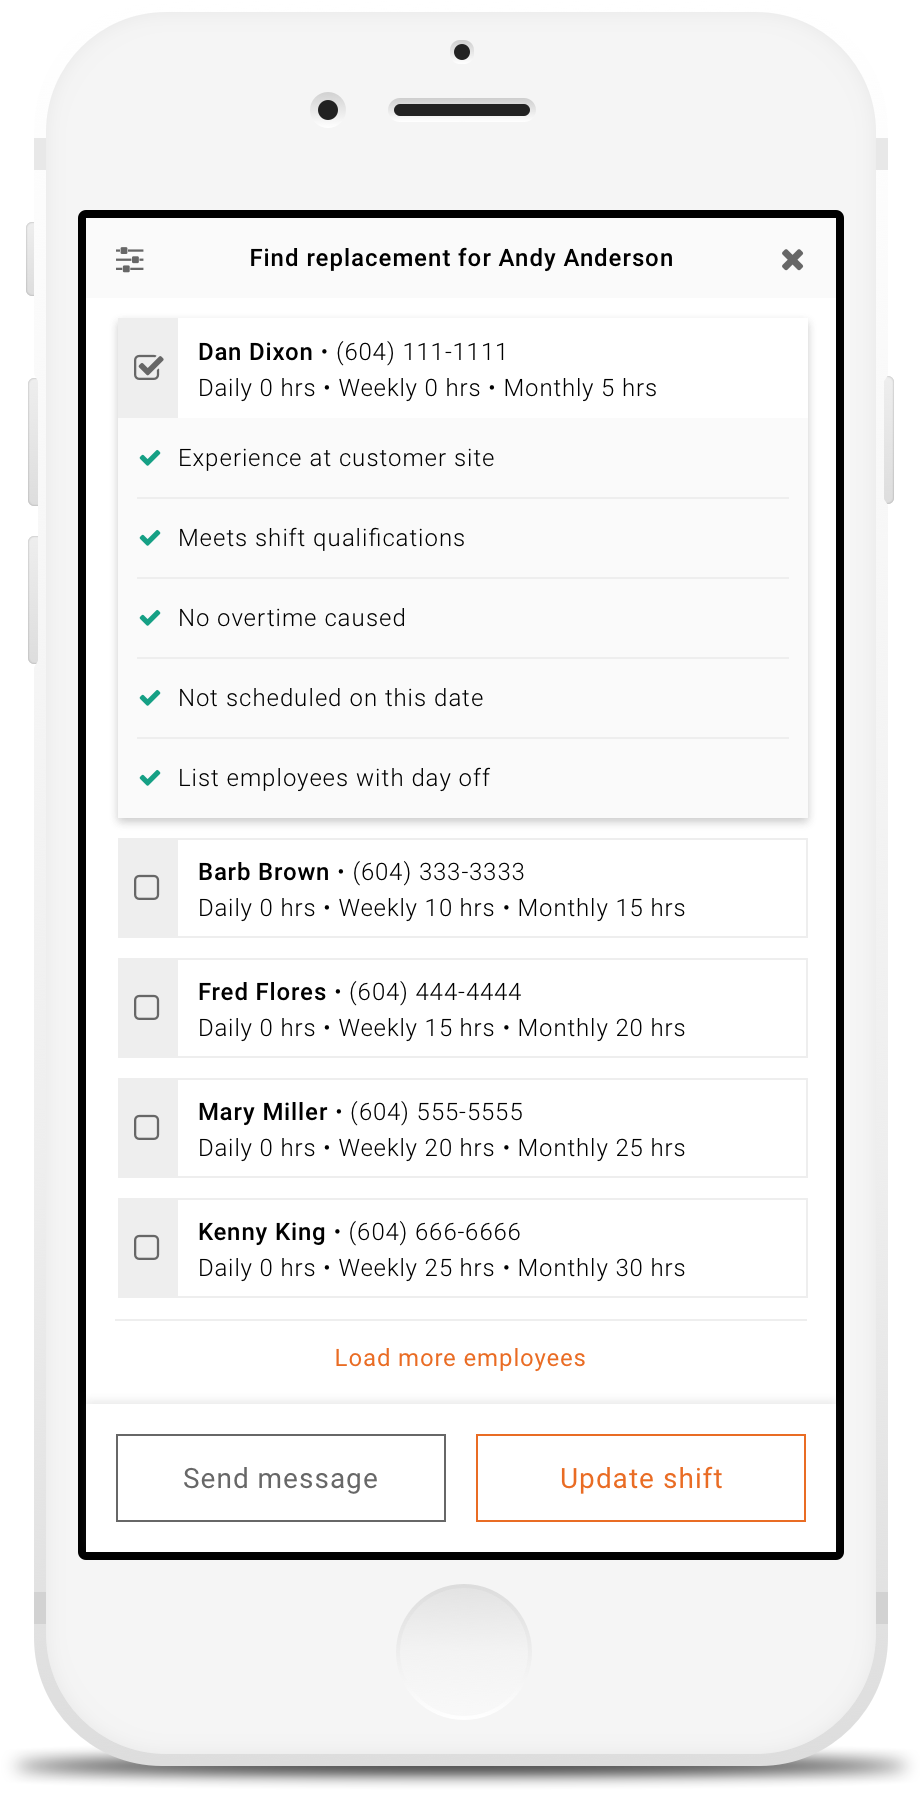 Find replacement for Andy Anderson
Dan Dixon • (604) 111-1111
Daily 0 hrs • Weekly 0 hrs • Monthly 5 hrs
Experience at customer site
Meets shift qualifications
No overtime caused
Not scheduled on this date
List employees with day off
Barb Brown • (604) 333-3333
Daily 0 hrs • Weekly 10 hrs • Monthly 15 hrs
Fred Flores • (604) 444-4444
Daily 0 hrs • Weekly 15 hrs • Monthly 20 hrs
Mary Miller • (604) 555-5555
Daily 0 hrs • Weekly 20 hrs • Monthly 25 hrs
Kenny King • (604) 666-6666
Daily 0 hrs • Weekly 25 hrs • Monthly 30 hrs
Load more employees
Send message
Update shift